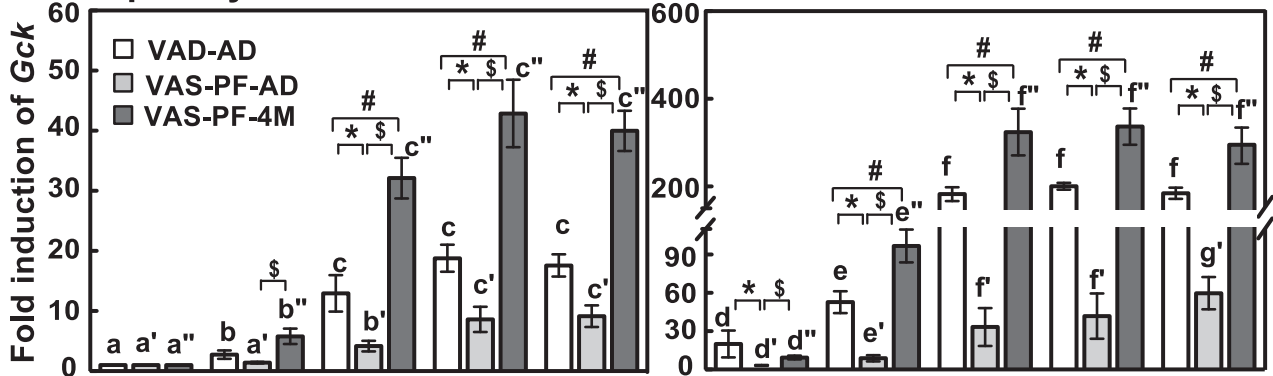 Fold induction of Gck
60
50
40
30
20
10
0
VAD-AD
VAS-PF-AD
VAS-PF-4M
a a' a"
b a' b"
$
c b' c"
* $
#
c c' c"
* $
#
c c' c"
* $
#
600
400
200
90
60
30
0
d d' d"
* $
e e' e"
* $
#
f f' f"
* $
#
f f' f"
* $
#
f g' f"
* $
#